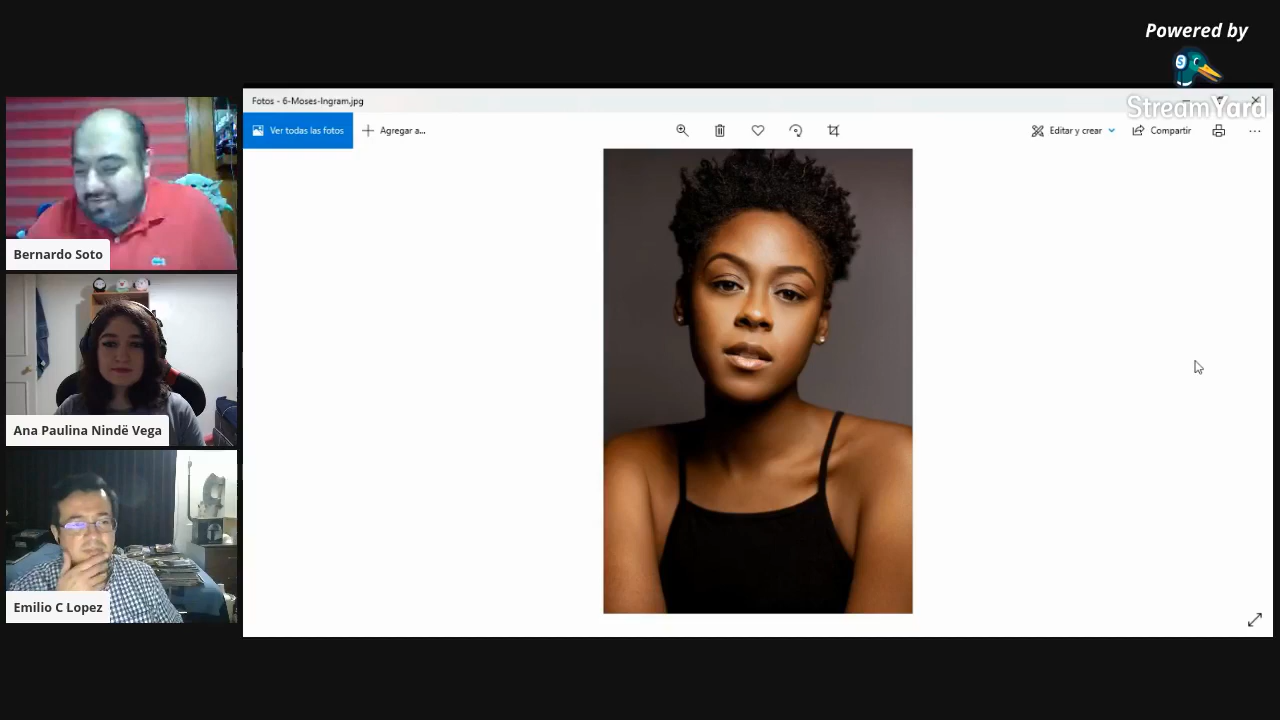 Powered by
StreamYard
Fotos - 6-Moses-Ingram.jpg
Ver todas las fotos
Agregar a...
Editar y crear
Compartir
Bernardo Soto
Ana Paulina Nindë Vega
Emilio C Lopez